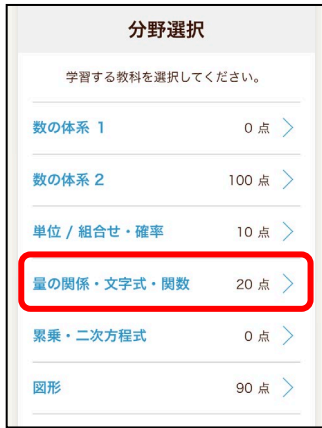 分野選択
学習する教科を選択してください。
数の体系 1 0 点
数の体系 2 100 点
単位 / 組合せ・確率 10 点
量の関係・文字式・関数 20 点
累乗・二次方程式 0 点
図形 90 点